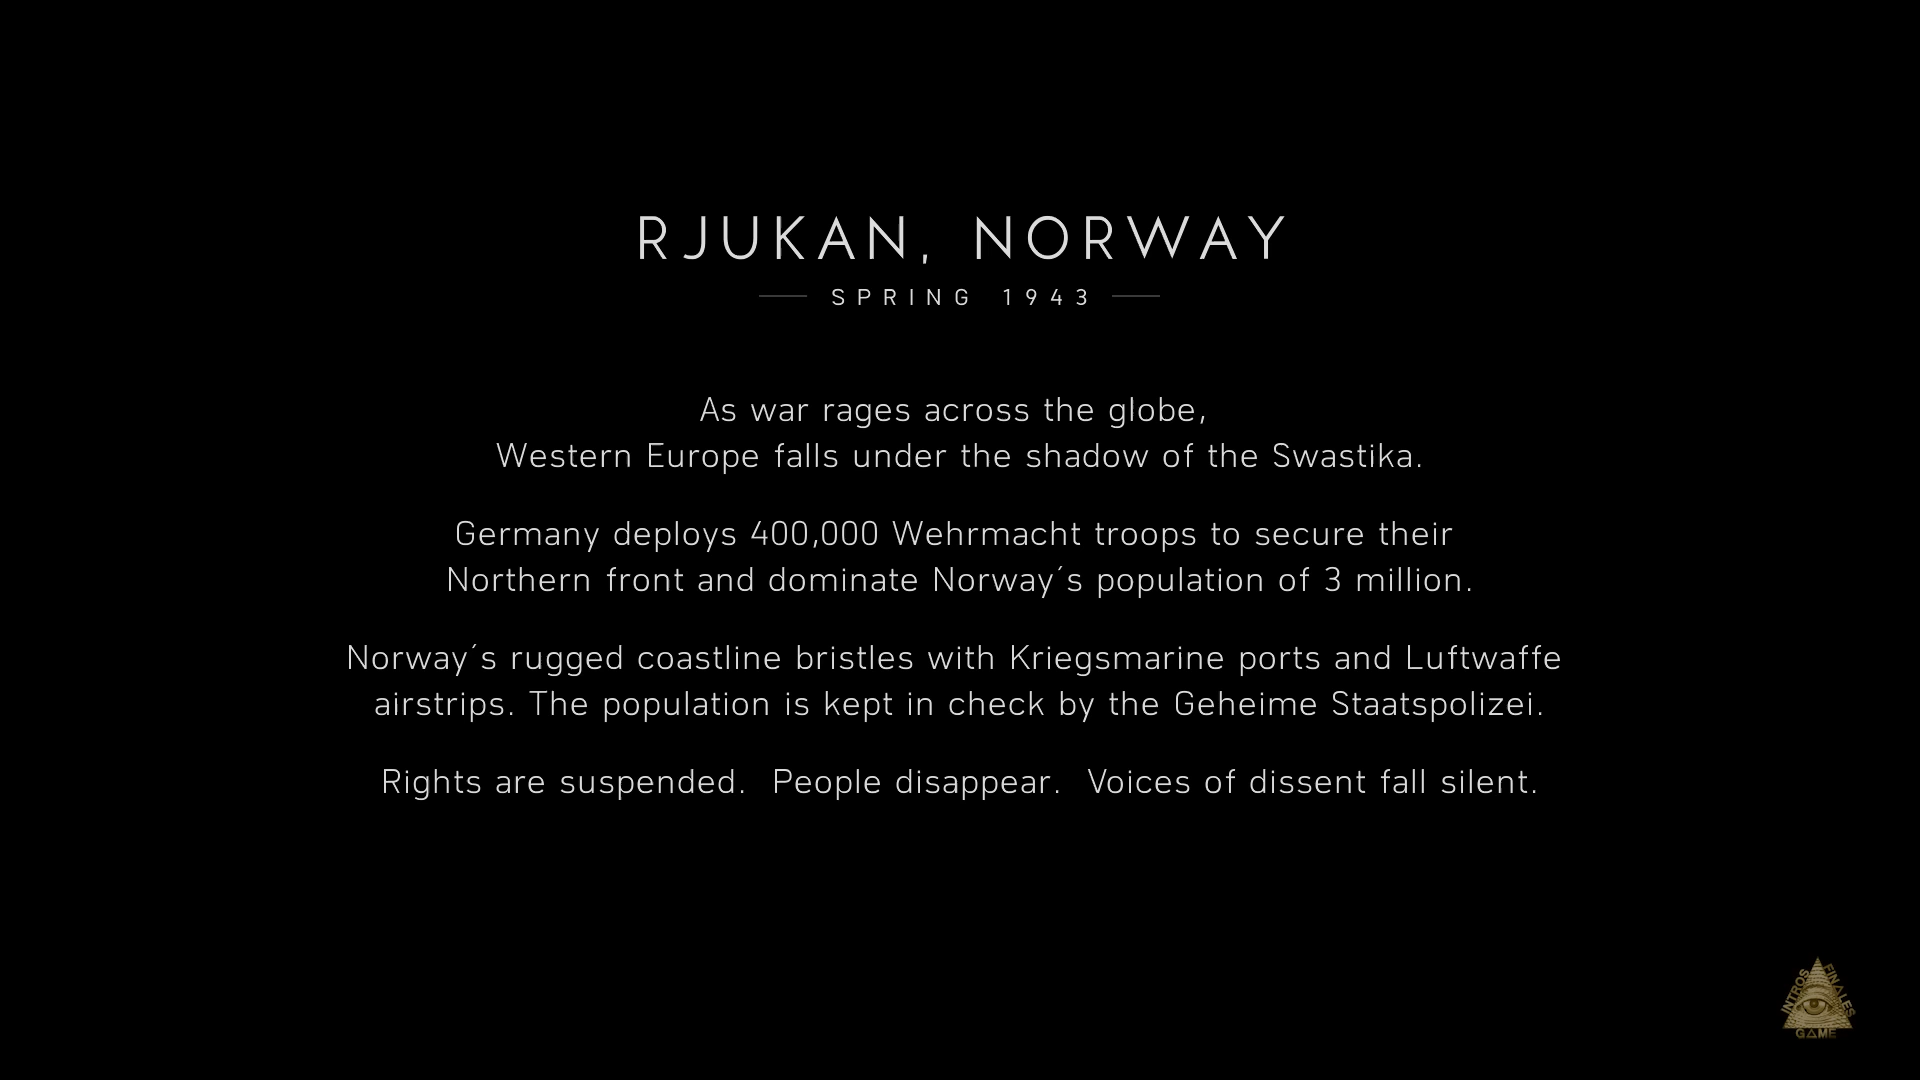 RJUKAN, NORWAY
SPRING 1943
As war rages across the globe,
Western Europe falls under the shadow of the Swastika.
Germany deploys 400,000 Wehrmacht troops to secure their
Northern front and dominate Norway´s population of 3 million.
Norway´s rugged coastline bristles with Kriegsmarine ports and Luftwaffe
airstrips. The population is kept in check by the Geheime Staatspolizei.
Rights are suspended.  People disappear.  Voices of dissent fall silent.
INTROS
FINALES
GAME